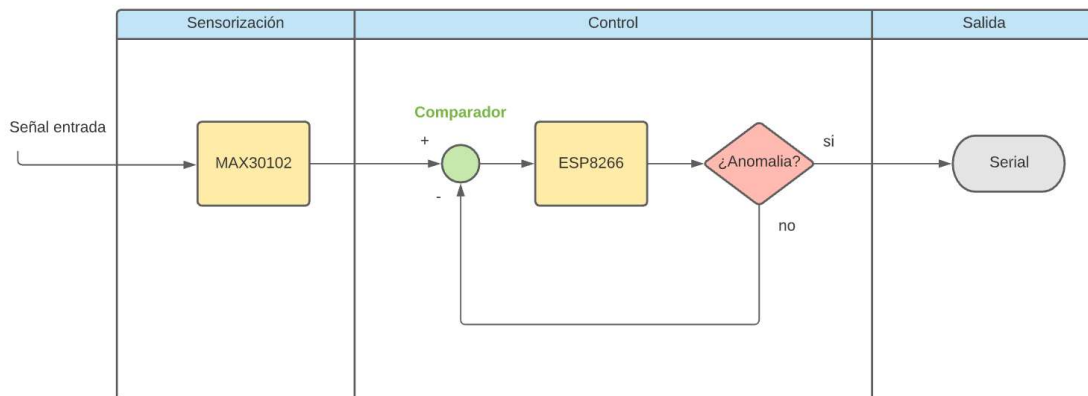 Sensorización
Control
Salida
Señal entrada
MAX30102
Comparador
+
-
ESP8266
¿Anomalia?
si
no
Serial